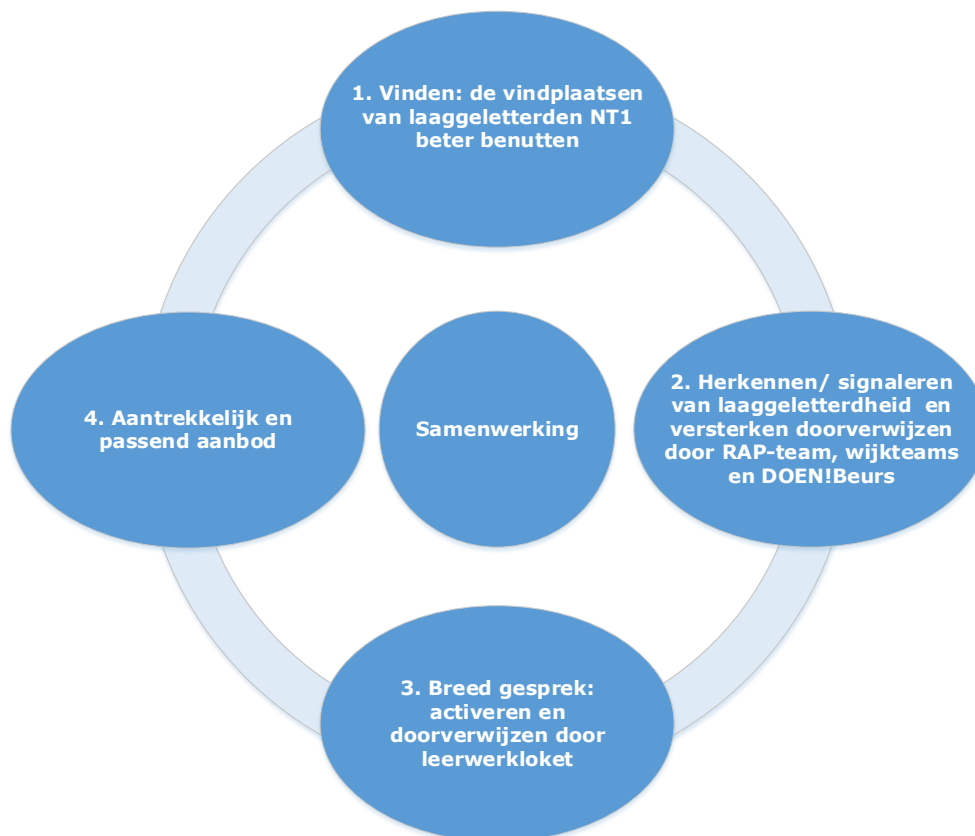 1. Vinden: de vindplaatsen
van laaggeletterden NT1
beter benutten
2. Herkennen/ signaleren
van laaggeletterdheid  en
versterken doorverwijzen
door RAP-team, wijkteams
en DOEN!Beurs
3. Breed gesprek:
activeren en
doorverwijzen door
leerwerkloket
4. Aantrekkelijk en
passend aanbod
Samenwerking